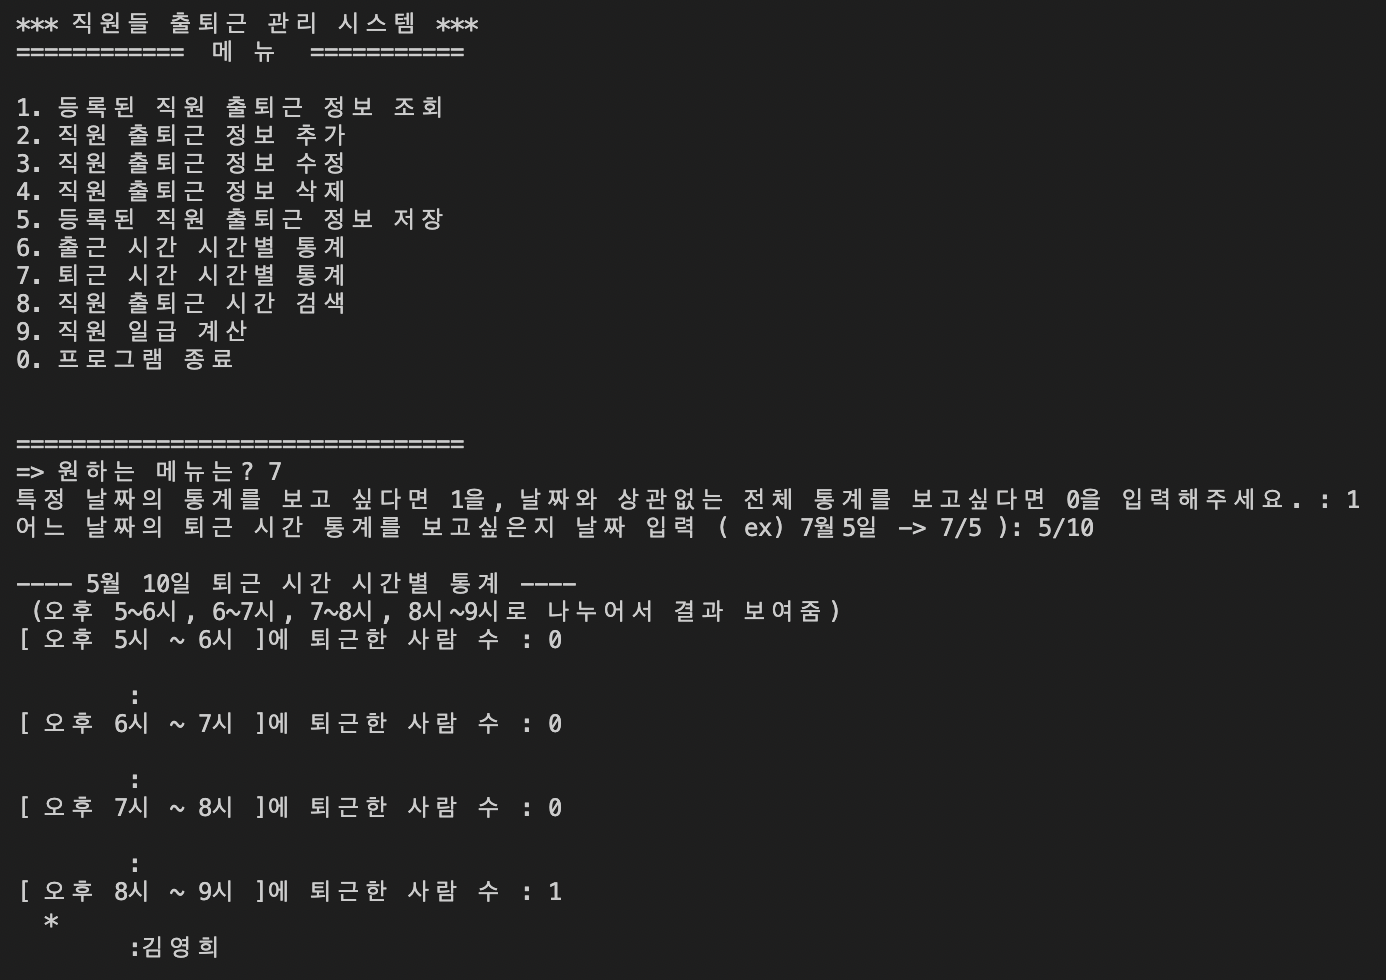 *** 직원들 출퇴근 관리 시스템 ***
============ 메 뉴 ===========
1. 등록된 직원 출퇴근 정보 조회
2. 직원 출퇴근 정보 추가
3. 직원 출퇴근 정보 수정
4. 직원 출퇴근 정보 삭제
5. 등록된 직원 출퇴근 정보 저장
6. 출근 시간 시간별 통계
7. 퇴근 시간 시간별 통계
8. 직원 출퇴근 시간 검색
9. 직원 일급 계산
0. 프로그램 종료
================================
=> 원하는 메뉴는? 7
특정 날짜의 통계를 보고 싶다면 1을, 날짜와 상관없는 전체 통계를 보고싶다면 0을 입력해주세요. : 1
어느 날짜의 퇴근 시간 통계를 보고싶은지 날짜 입력 ( ex) 7월5일 -> 7/5 ): 5/10
---- 5월 10일 퇴근 시간 시간별 통계 ----
(오후 5~6시, 6~7시, 7~8시, 8시~9시로 나누어서 결과 보여줌)
[ 오후 5시 ~ 6시 ]에 퇴근한 사람 수 : 0
:
[ 오후 6시 ~ 7시 ]에 퇴근한 사람 수 : 0
:
[ 오후 7시 ~ 8시 ]에 퇴근한 사람 수 : 0
:
[ 오후 8시 ~ 9시 ]에 퇴근한 사람 수 : 1
*
:김영희